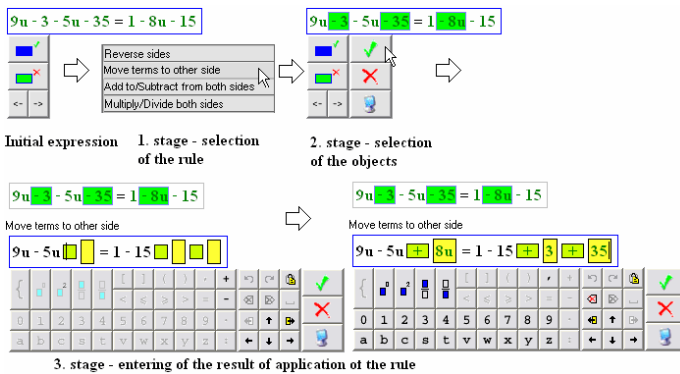 9u - 3 - 5u - 35 = 1 - 8u - 15
Reverse sides
Move terms to other side
Add to/Subtract from both sides
Multiply/Divide both sides
<- ->
Initial expression
1. stage - selection
of the rule
9u - 3 - 5u - 35 = 1 - 8u - 15
<- ->
2. stage - selection
of the objects
9u - 3 - 5u - 35 = 1 - 8u - 15
Move terms to other side
9u - 5u = 1 - 15
{ 0 2 [ ] ( ) , +
< ≤ ≥ > = -
0 1 2 3 4 5 6 7 8 9 .
a b c s t u v w x y z :
9u - 3 - 5u - 35 = 1 - 8u - 15
Move terms to other side
9u - 5u + 8u = 1 - 15 + 3 + 35
{ 0 2 [ ] ( ) , +
< ≤ ≥ > = -
0 1 2 3 4 5 6 7 8 9 .
a b c s t u v w x y z :
3. stage - entering of the result of application of the rule